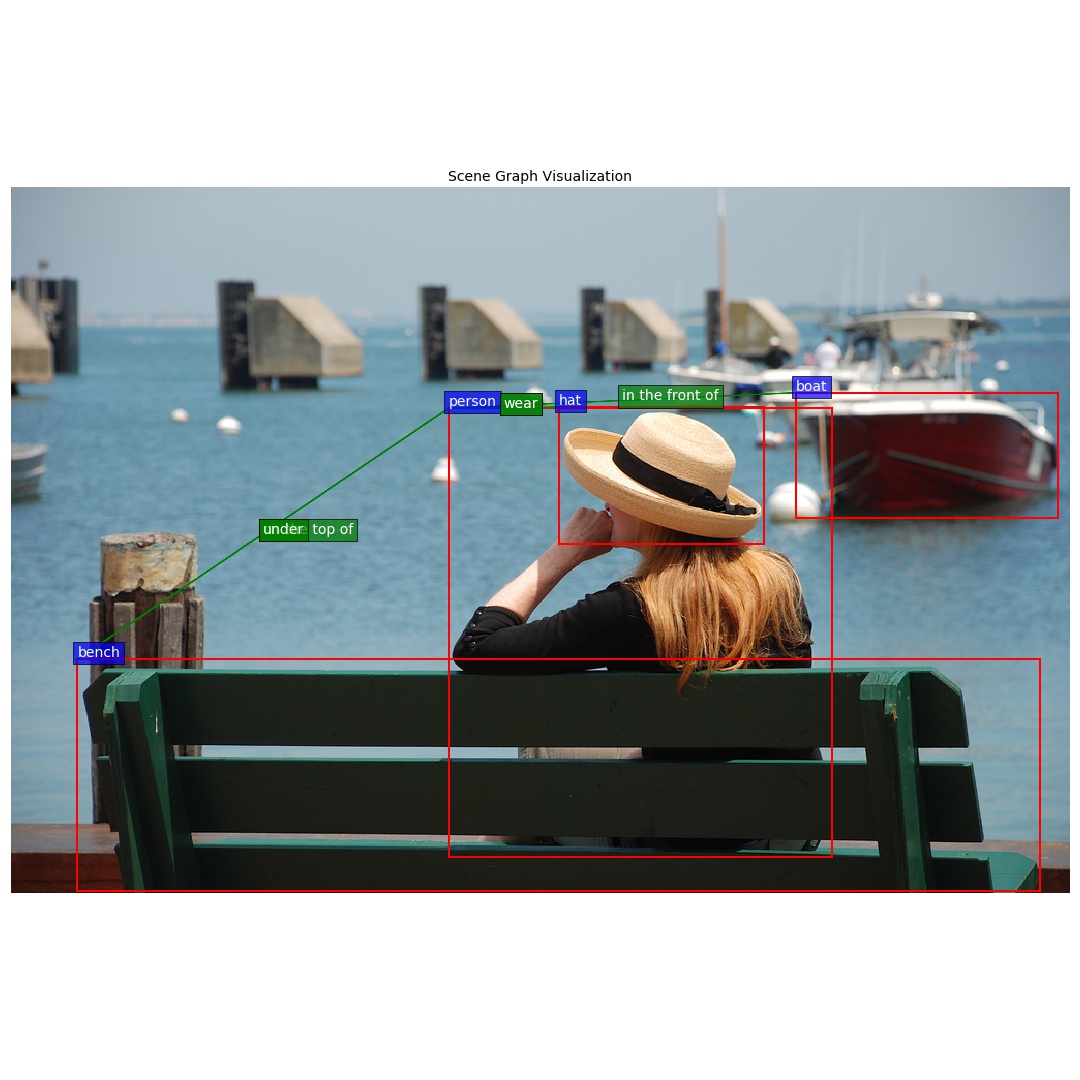 Scene Graph Visualization
boat
person
wear
hat
in the front of
under
top of
bench